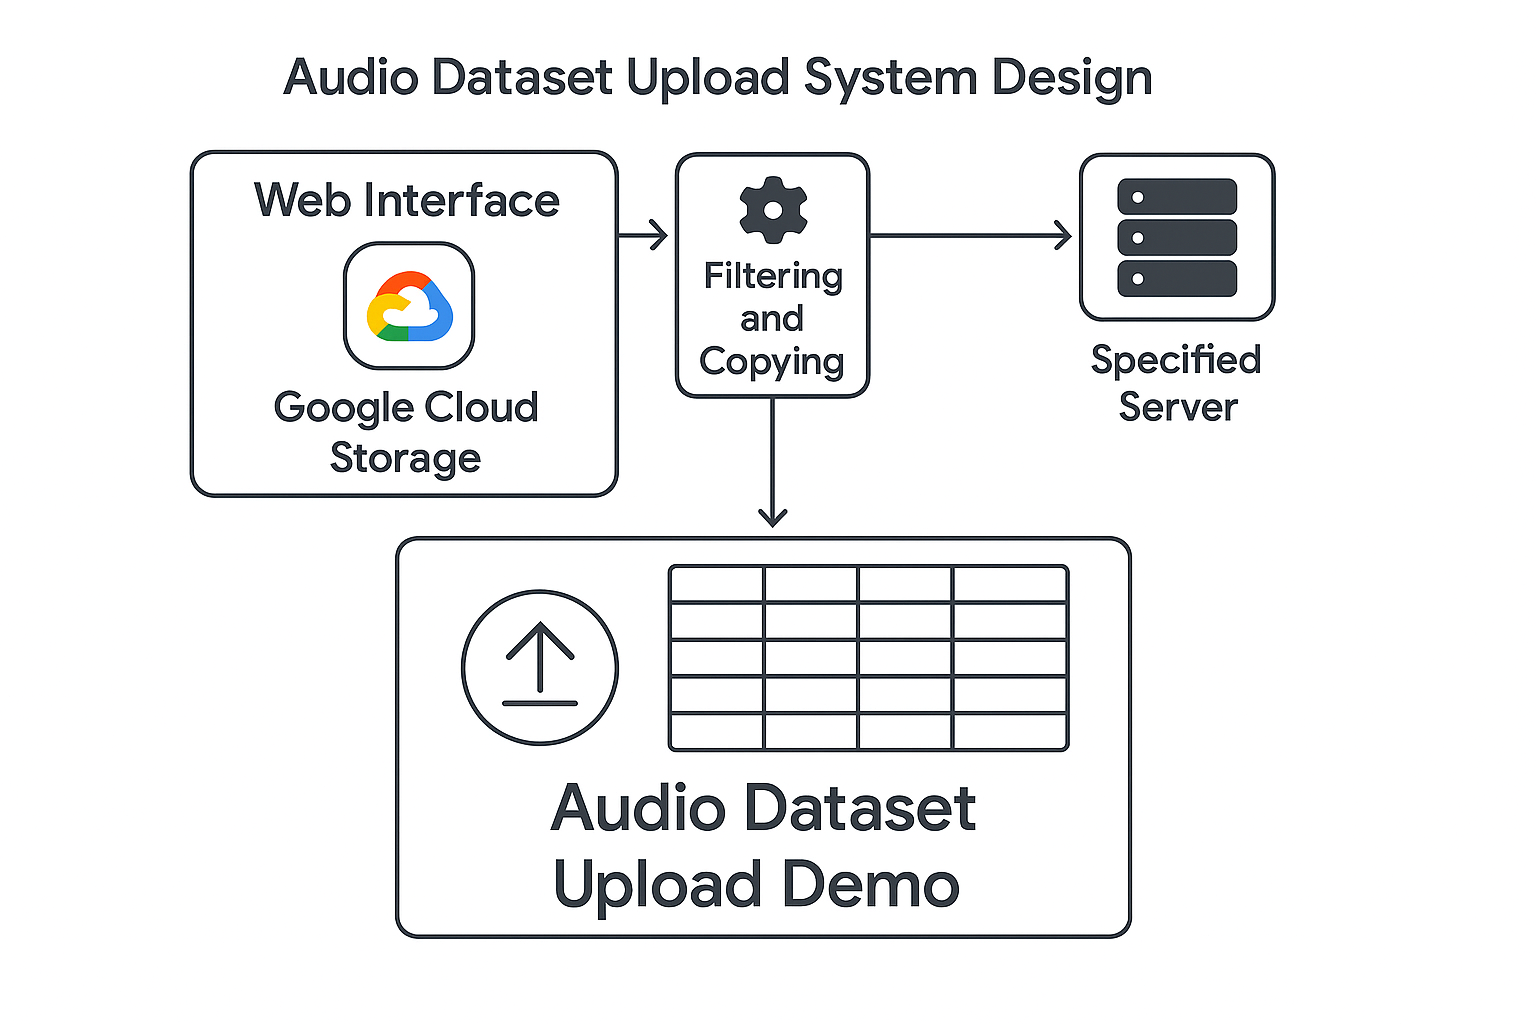 Audio Dataset Upload System Design
Web Interface
Google Cloud
Storage
Filtering
and
Copying
Specified
Server
Audio Dataset
Upload Demo